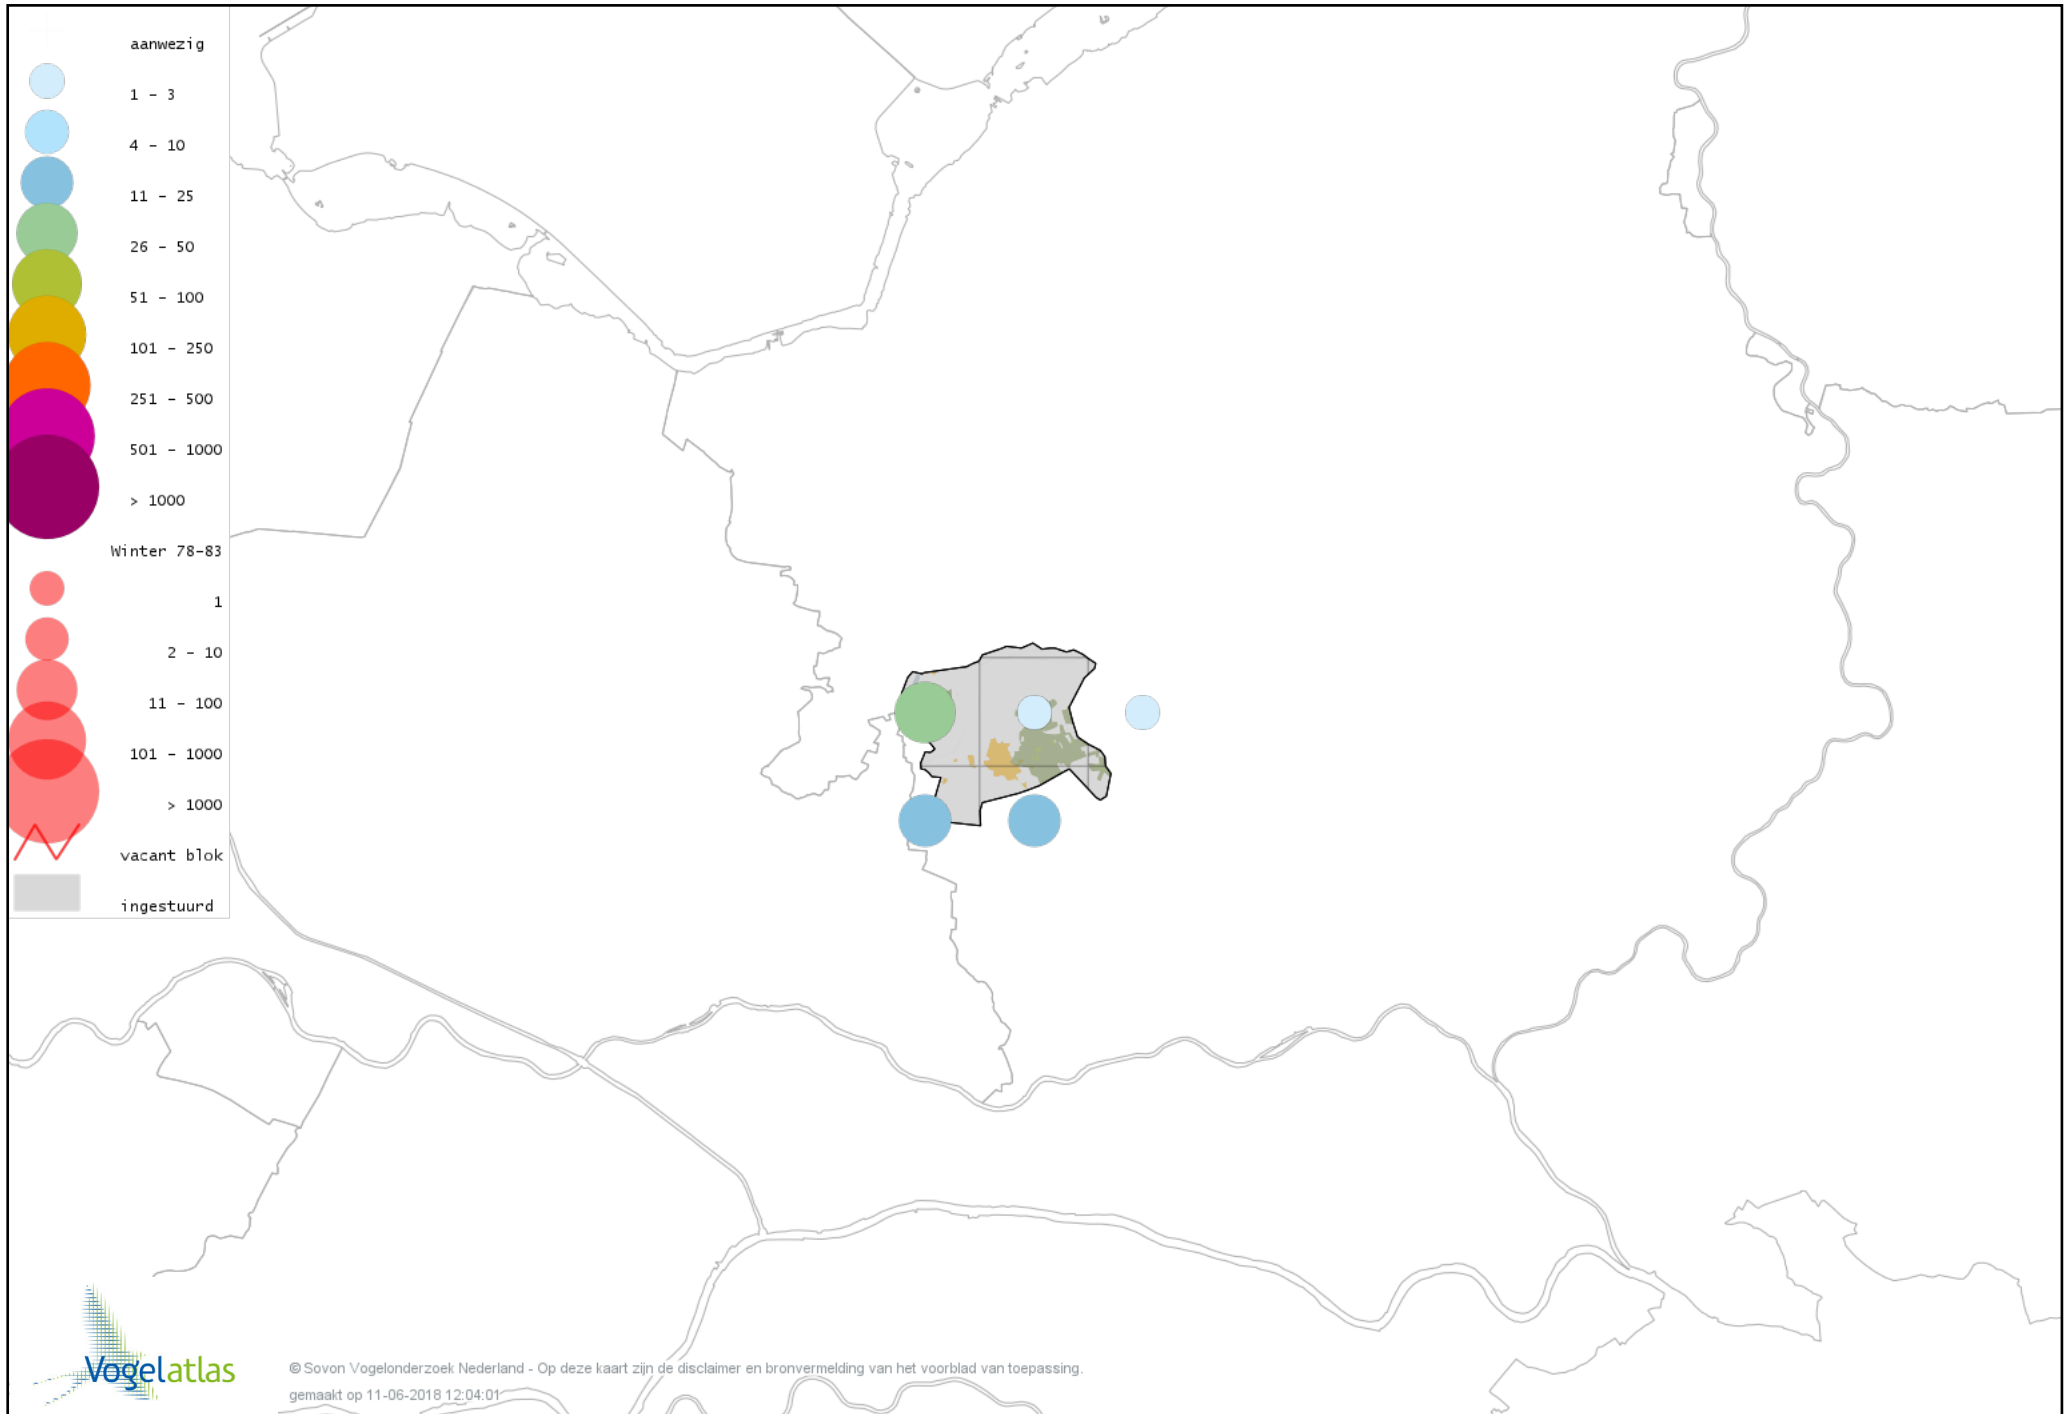 aanwezig
1 - 3
4 - 10
11 - 25
26 - 50
51 - 100
101 - 250
251 - 500
501 - 1000
> 1000
Winter 78-83
1
2 - 10
11 - 100
101 - 1000
> 1000
vacant blok
ingestuurd
Vogelatlas
© Sovon Vogelonderzoek Nederland - Op deze kaart zijn de disclaimer en bronvermelding van het voorblad van toepassing.
gemaakt op 11-06-2018 12:04:01